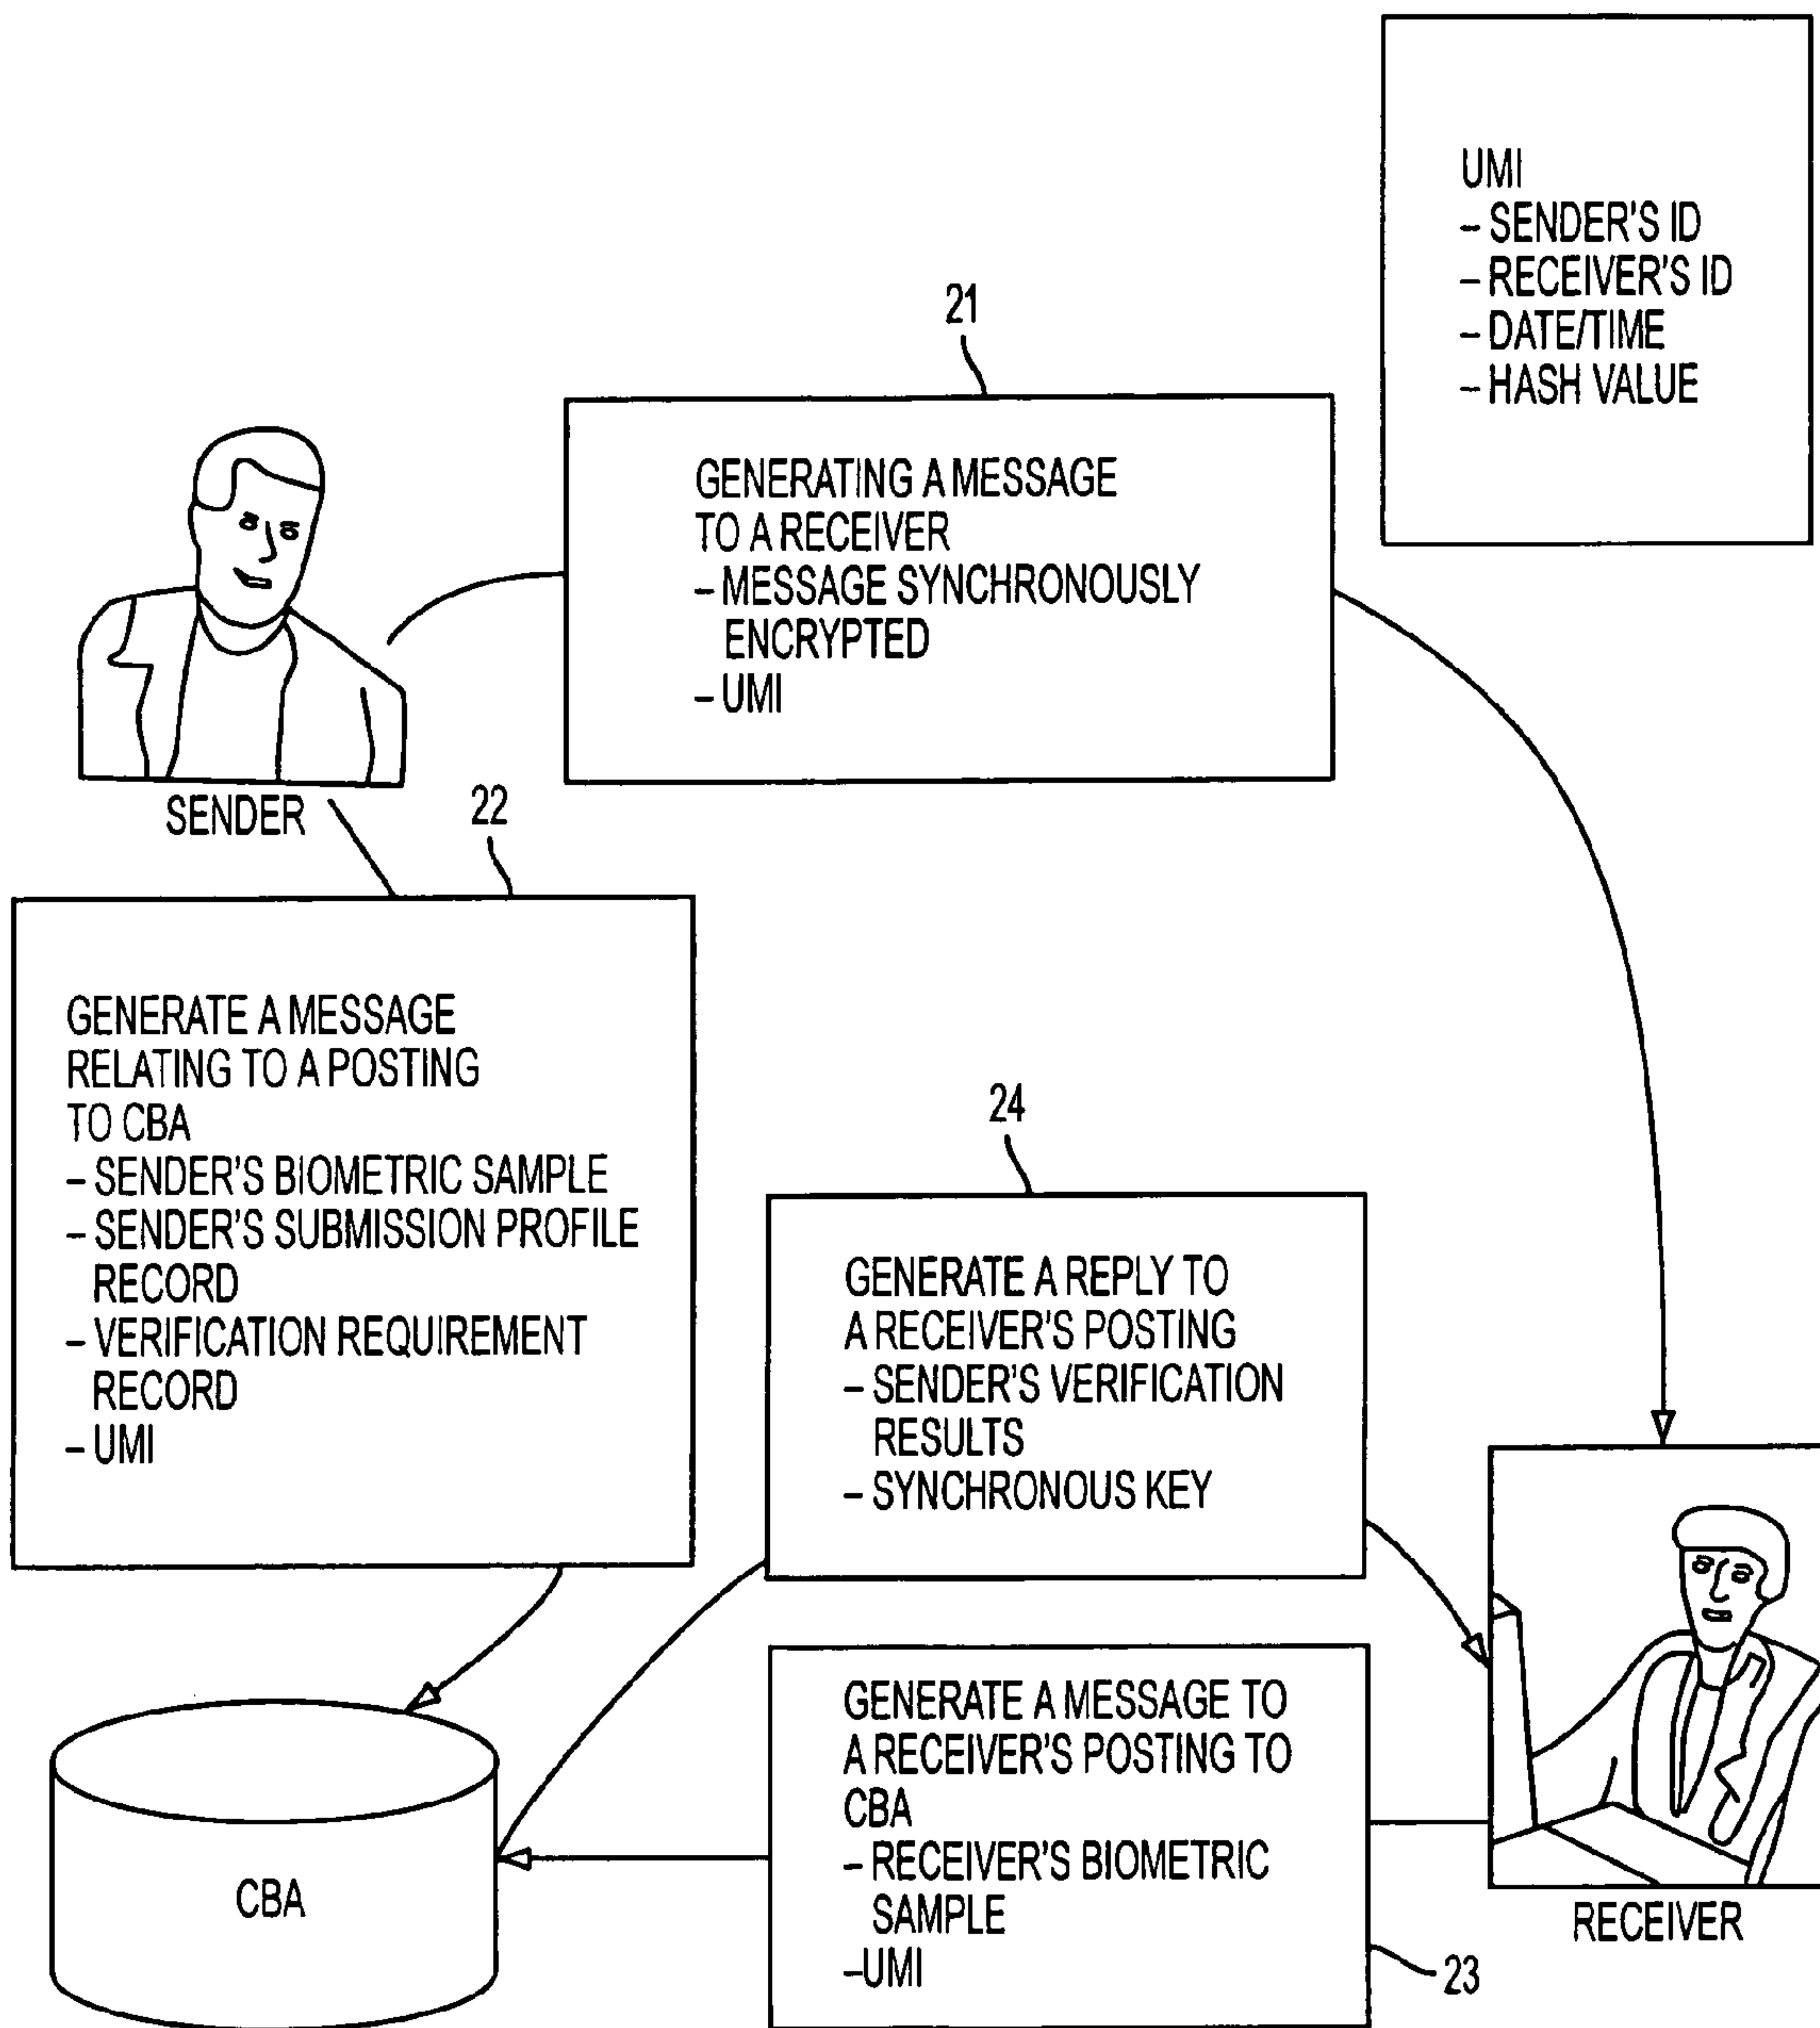 UMI
– SENDER'S ID
– RECEIVER'S ID
– DATE/TIME
– HASH VALUE
21
GENERATING A MESSAGE
TO A RECEIVER
– MESSAGE SYNCHRONOUSLY
ENCRYPTED
– UMI
SENDER
22
GENERATE A MESSAGE
RELATING TO A POSTING
TO CBA
– SENDER'S BIOMETRIC SAMPLE
– SENDER'S SUBMISSION PROFILE
RECORD
– VERIFICATION REQUIREMENT
RECORD
– UMI
24
GENERATE A REPLY TO
A RECEIVER'S POSTING
– SENDER'S VERIFICATION
RESULTS
– SYNCHRONOUS KEY
GENERATE A MESSAGE TO
A RECEIVER'S POSTING TO
CBA
– RECEIVER'S BIOMETRIC
SAMPLE
–UMI
23
CBA
RECEIVER